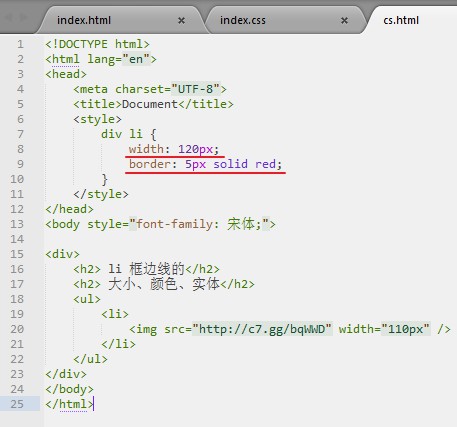 index.html × index.css × cs.html
1 <!DOCTYPE html>
2 <html lang="en">
3 <head>
4 <meta charset="UTF-8">
5 <title>Document</title>
6 <style>
7 div li {
8 width: 120px;
9 border: 5px solid red;
10 }
11 </style>
12 </head>
13 <body style="font-family: 宋体;">
14
15 <div>
16 <h2> li 框边线的</h2>
17 <h2> 大小、颜色、实体</h2>
18 <ul>
19 <li>
20 <img src="http://c7.gg/bqWWD" width="110px" />
21 </li>
22 </ul>
23 </div>
24 </body>
25 </html>